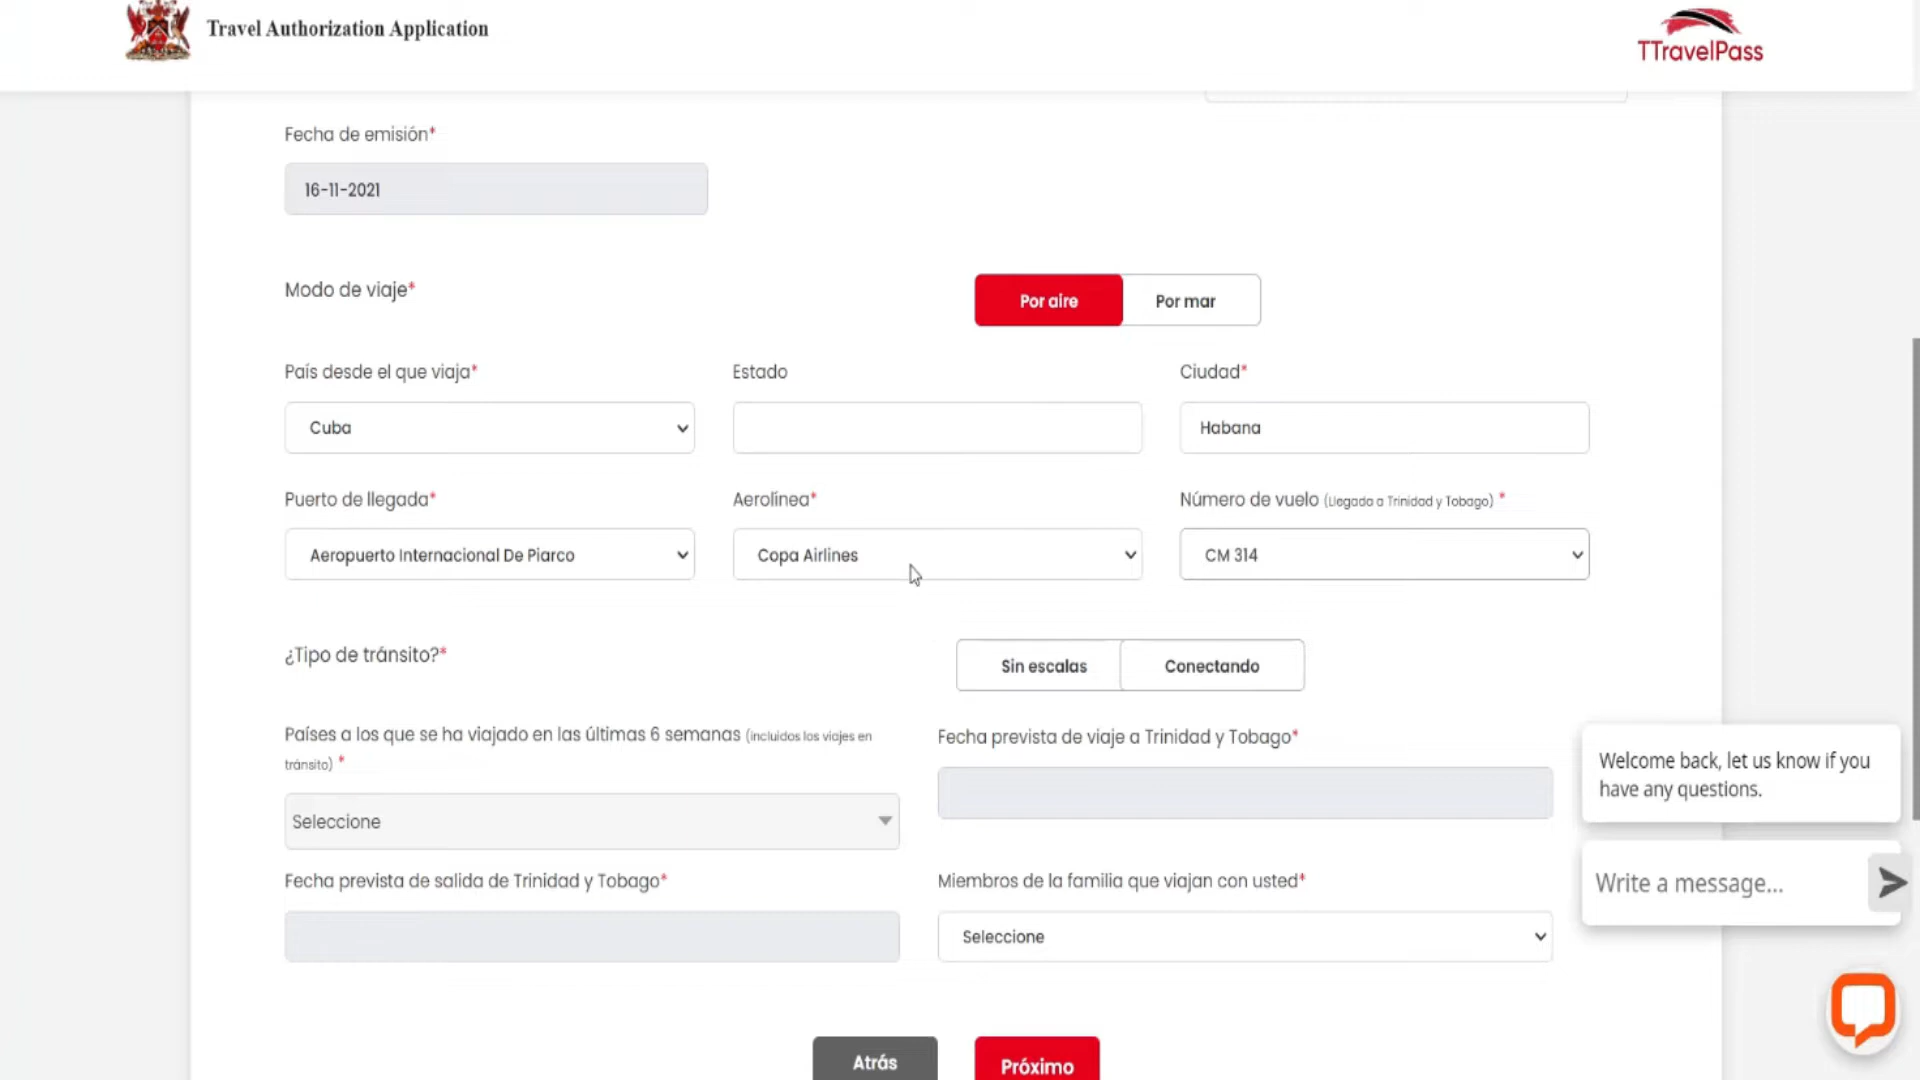 Travel Authorization Application
TTravelPass
Fecha de emisión*
16-11-2021
Modo de viaje*
Por aire
Por mar
País desde el que viaja*
Estado
Ciudad*
Cuba
Habana
Puerto de llegada*
Aerolínea*
Número de vuelo (Llegada a Trinidad y Tobago) *
Aeropuerto Internacional De Piarco
Copa Airlines
CM 314
¿Tipo de tránsito?*
Sin escalas
Conectando
Países a los que se ha viajado en las últimas 6 semanas (incluidos los viajes en
tránsito) *
Fecha prevista de viaje a Trinidad y Tobago*
Seleccione
Fecha prevista de salida de Trinidad y Tobago*
Miembros de la familia que viajan con usted*
Seleccione
Welcome back, let us know if you
have any questions.
Write a message...
Atrás
Próximo